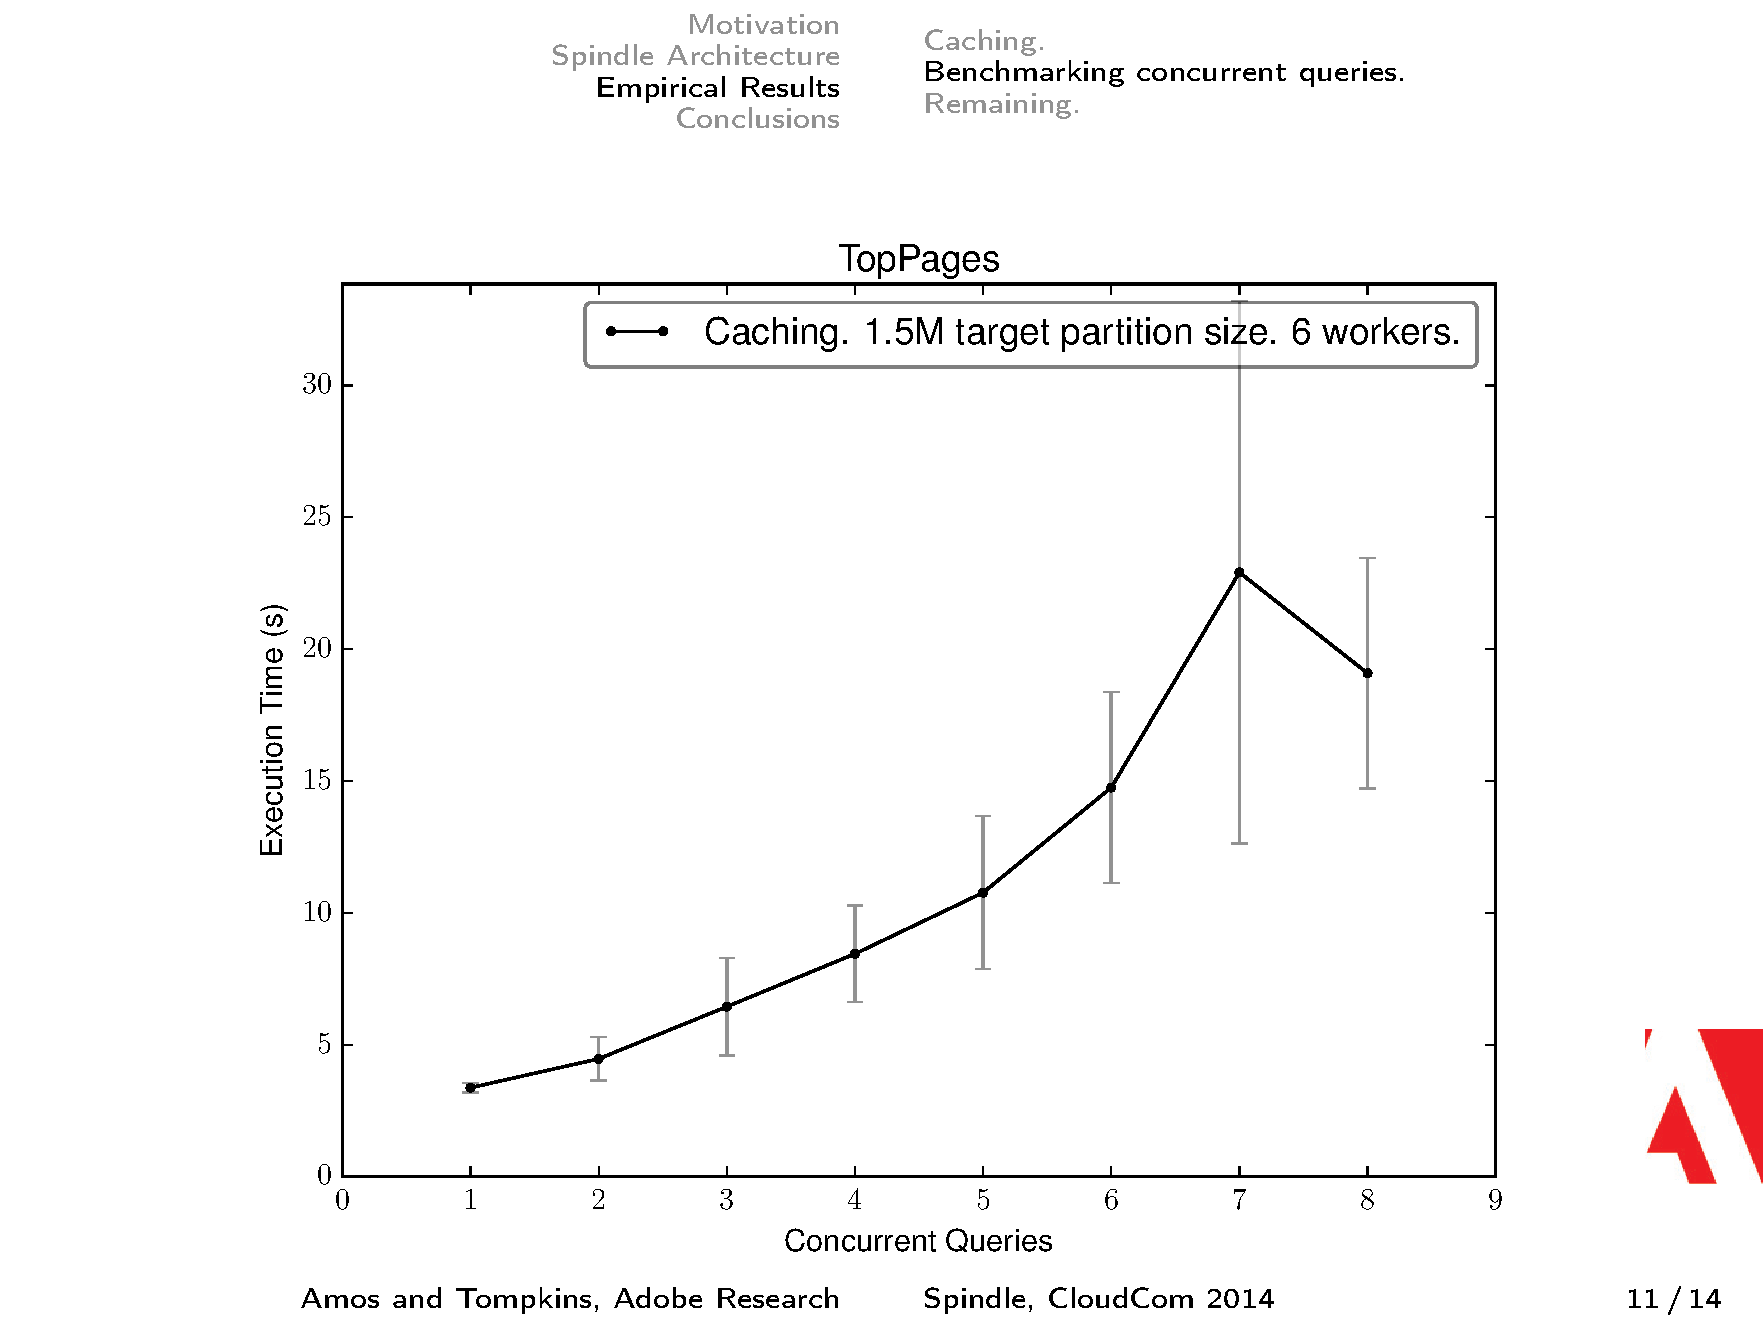 Motivation
Spindle Architecture
Empirical Results
Conclusions
Caching.
Benchmarking concurrent queries.
Remaining.
TopPages
Caching. 1.5M target partition size. 6 workers.
30
25
20
15
10
5
0
Execution Time (s)
0 1 2 3 4 5 6 7 8 9
Concurrent Queries
Amos and Tompkins, Adobe Research Spindle, CloudCom 2014 11 / 14